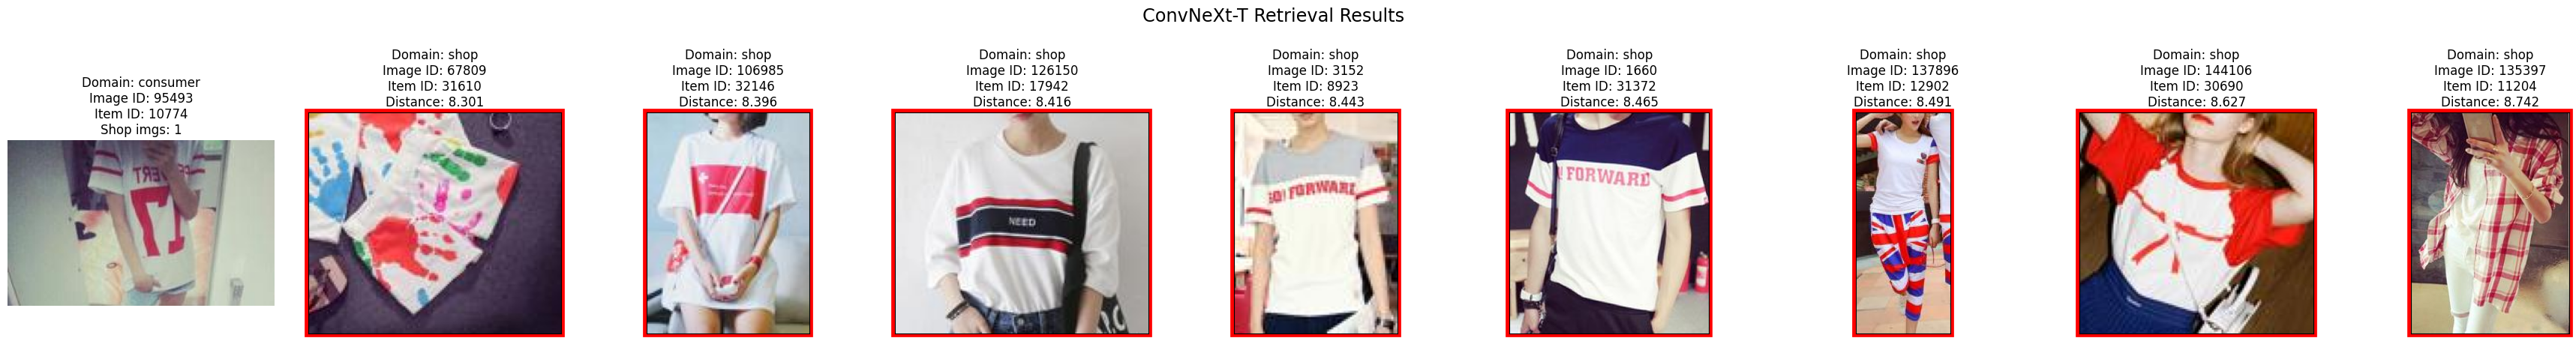 ConvNeXt-T Retrieval Results
Domain: consumer
Image ID: 95493
Item ID: 10774
Shop imgs: 1
17
Domain: shop
Image ID: 67809
Item ID: 31610
Distance: 8.301
Domain: shop
Image ID: 106985
Item ID: 32146
Distance: 8.396
Domain: shop
Image ID: 126150
Item ID: 17942
Distance: 8.416
NEED
Domain: shop
Image ID: 3152
Item ID: 8923
Distance: 8.443
GO! FORWARD
Domain: shop
Image ID: 1660
Item ID: 31372
Distance: 8.465
! FORWARD
Domain: shop
Image ID: 137896
Item ID: 12902
Distance: 8.491
Domain: shop
Image ID: 144106
Item ID: 30690
Distance: 8.627
Domain: shop
Image ID: 135397
Item ID: 11204
Distance: 8.742